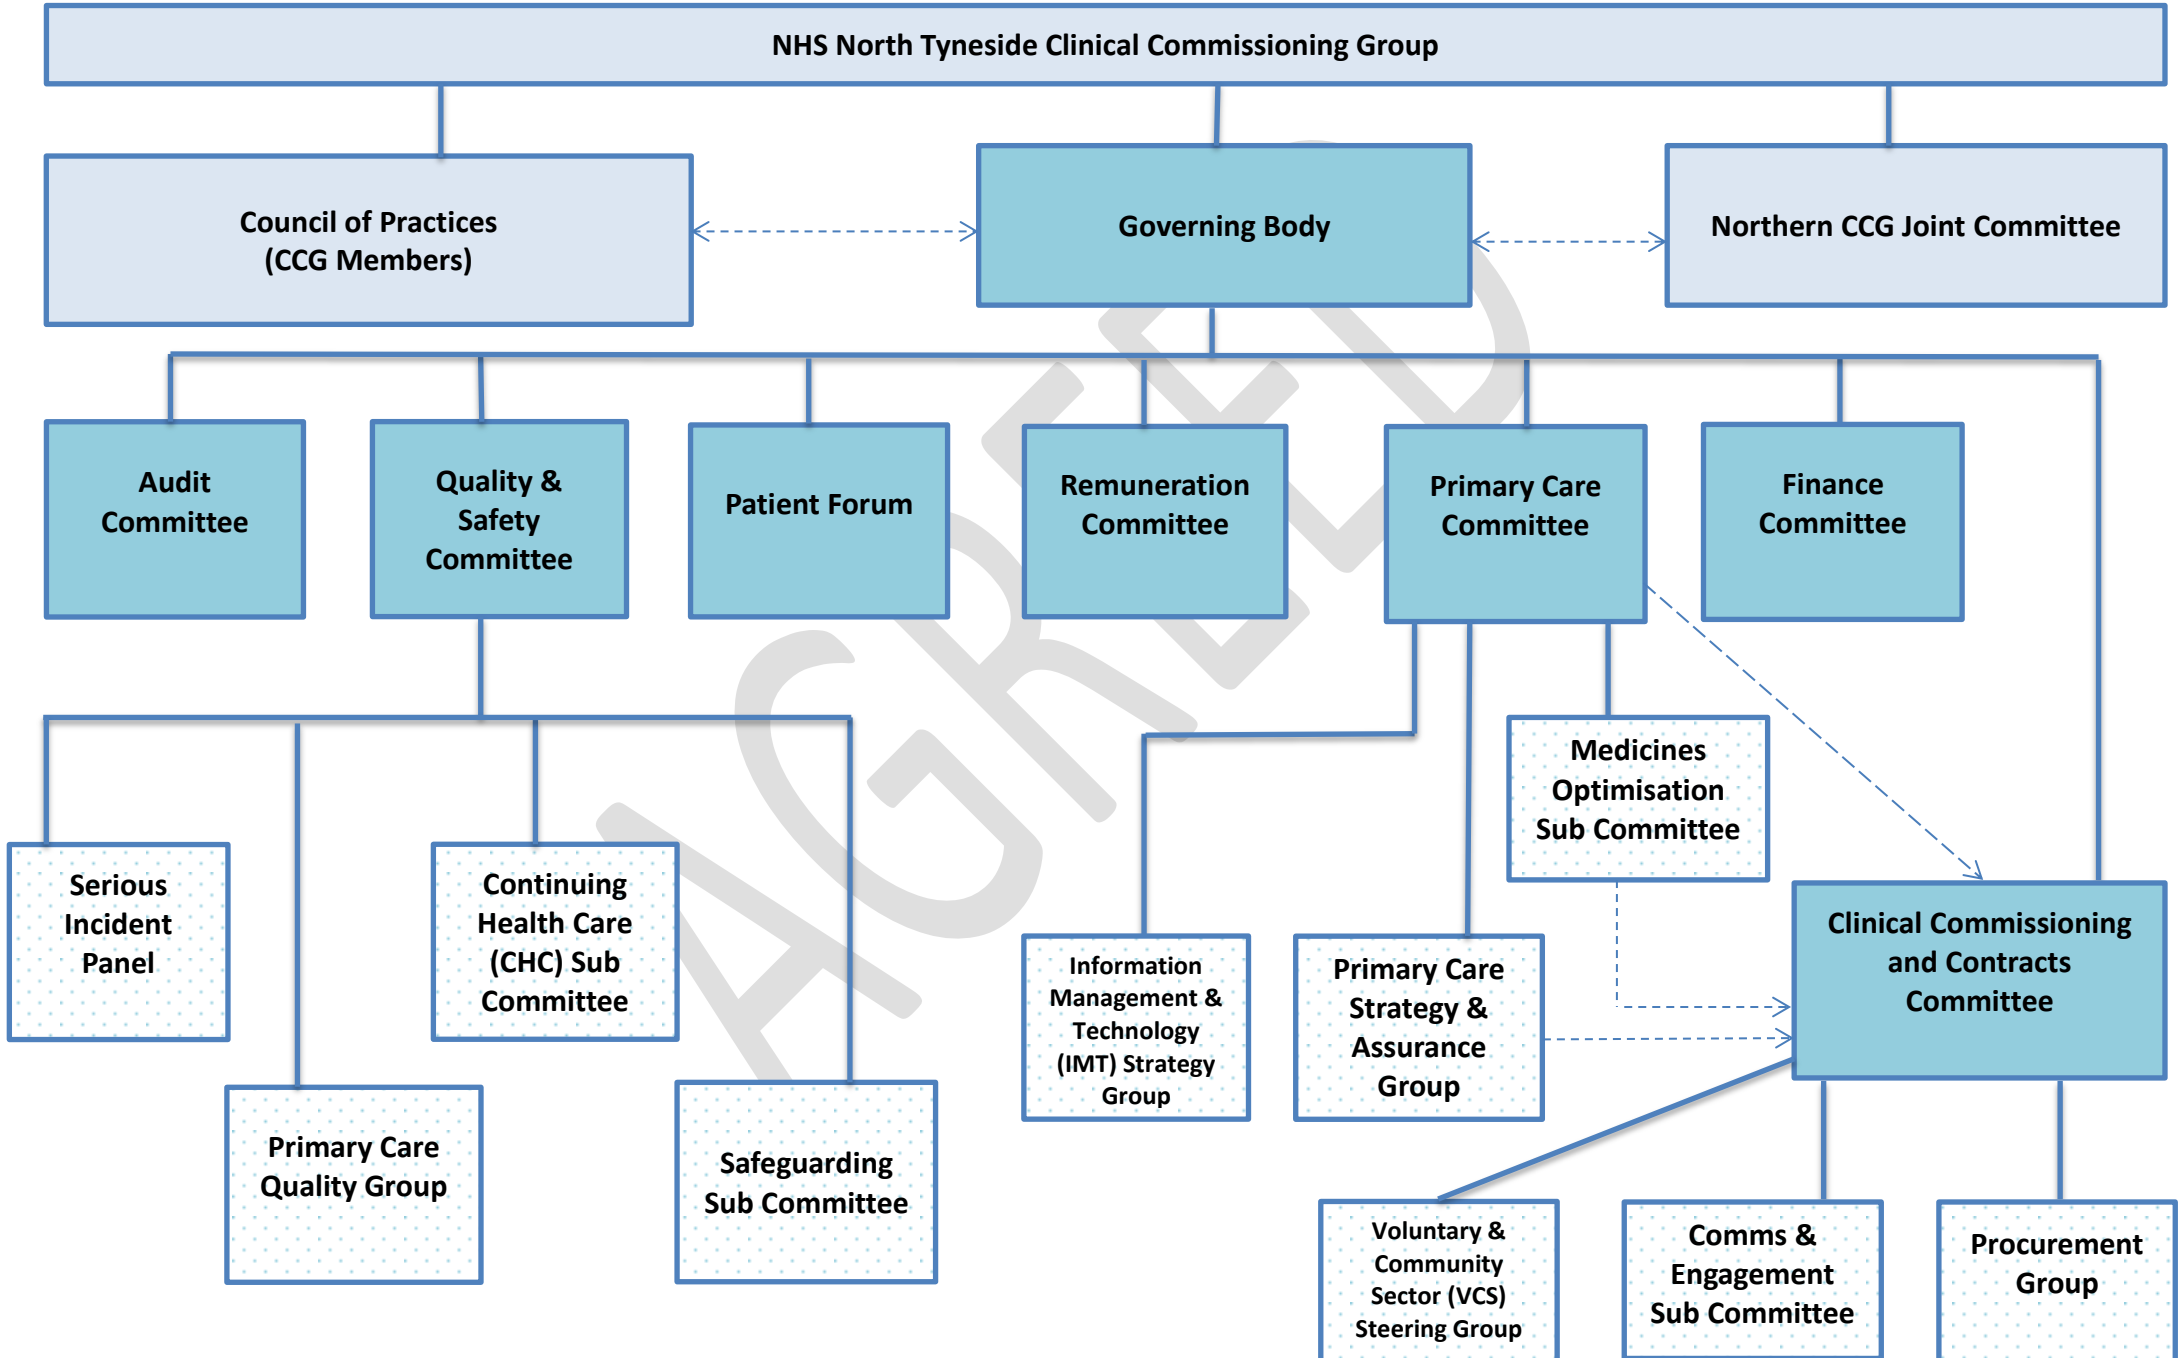 NHS North Tyneside Clinical Commissioning Group
Council of Practices
(CCG Members)
Governing Body
Northern CCG Joint Committee
Audit
Committee
Quality &
Safety
Committee
Patient Forum
Remuneration
Committee
Primary Care
Committee
Finance
Committee
Medicines
Optimisation
Sub Committee
Serious
Incident
Panel
Continuing
Health Care
(CHC) Sub
Committee
Information
Management &
Technology
(IMT) Strategy
Group
Primary Care
Strategy &
Assurance
Group
Clinical Commissioning
and Contracts
Committee
Primary Care
Quality Group
Safeguarding
Sub Committee
Voluntary &
Community
Sector (VCS)
Steering Group
Comms &
Engagement
Sub Committee
Procurement
Group
AGREED